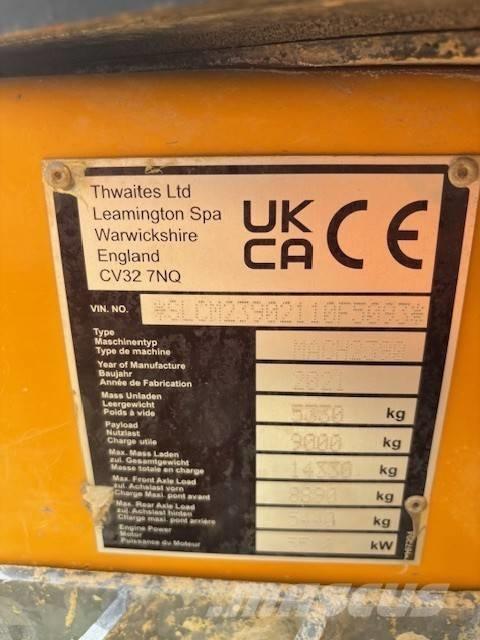 Thwaites Ltd
Leamington Spa
Warwickshire
England
CV32 7NQ
UK
CA
CE
VIN. NO.
Type
Maschinentyp
Type de machine
Year of Manufacture
Baujahr
Année de Fabrication
2021
Mass Unladen
Leergewicht
Poids à vide
5330 kg
Payload
Nutzlast
Charge utile
9000 kg
Max. Mass Laden
zul. Gesamtgewicht
Masse totale en charge
14330 kg
Max. Front Axle Load
zul. Achslast vorn
Charge Maxi. pont avant
kg
Max. Rear Axle Load
zul. Achslast hinten
Charge Maxi. pont arrière
kg
Engine Power
Motor
Puissance du Moteur
kW
MASCUS